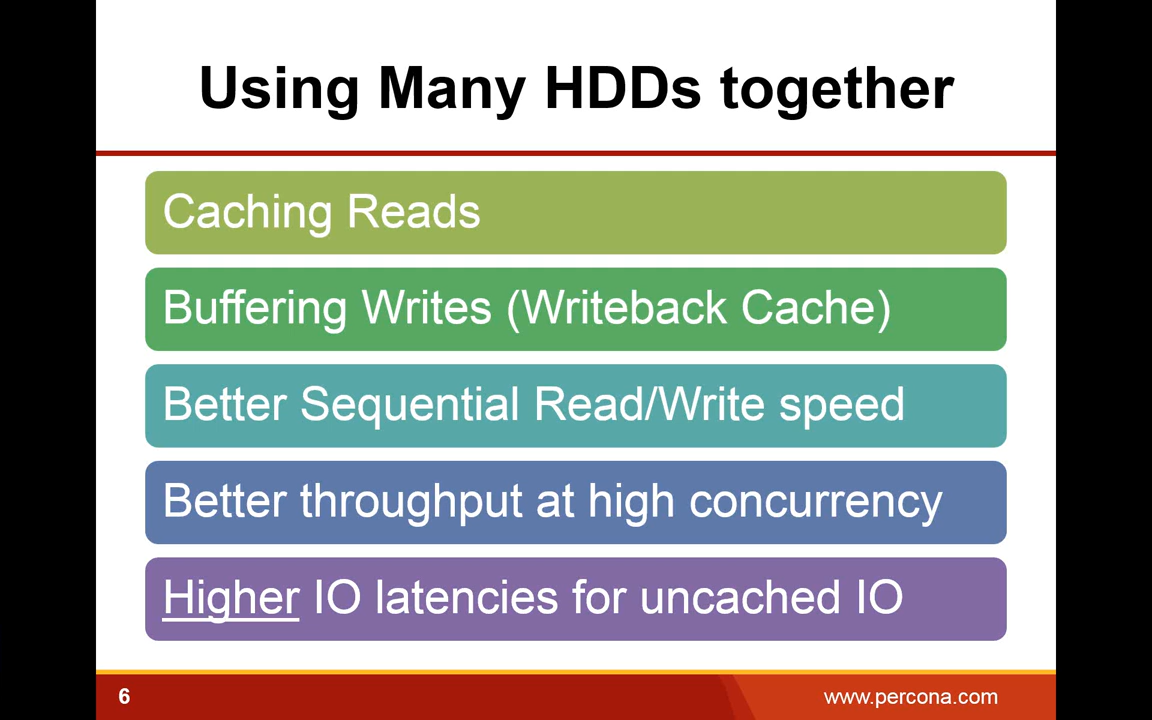 Using Many HDDs together
Caching Reads
Buffering Writes (Writeback Cache)
Better Sequential Read/Write speed
Better throughput at high concurrency
Higher IO latencies for uncached IO
6
www.percona.com